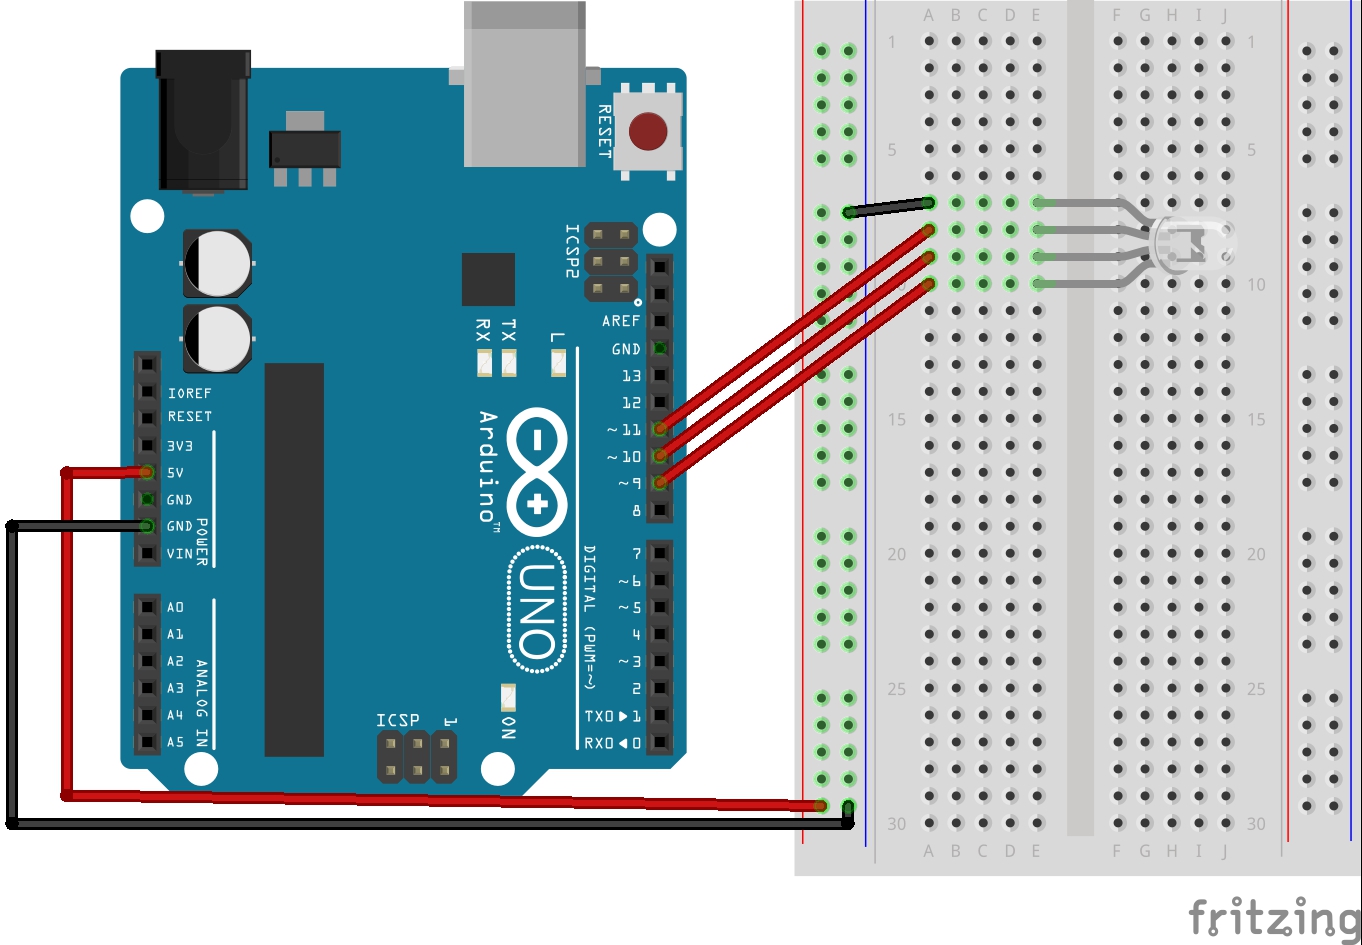 A B C D E F G H I J
1 1
RESET
5 5
ICSP2
10
AREF
RX TX L
GND
13
IOREF
12
RESET
~11
15 15
3V3
~10
5V
~9
GND
8
GND
VIN
POWER
Arduino™
UNO
7
20 20
~6
~5
4
~3
2
TX0▶1
RX0◀0
DIGITAL (PWM=~)
A0
A1
A2
A3
A4
A5
ANALOG IN
25 25
ICSP 1
ON
30 30
A B C D E F G H I J
fritzing